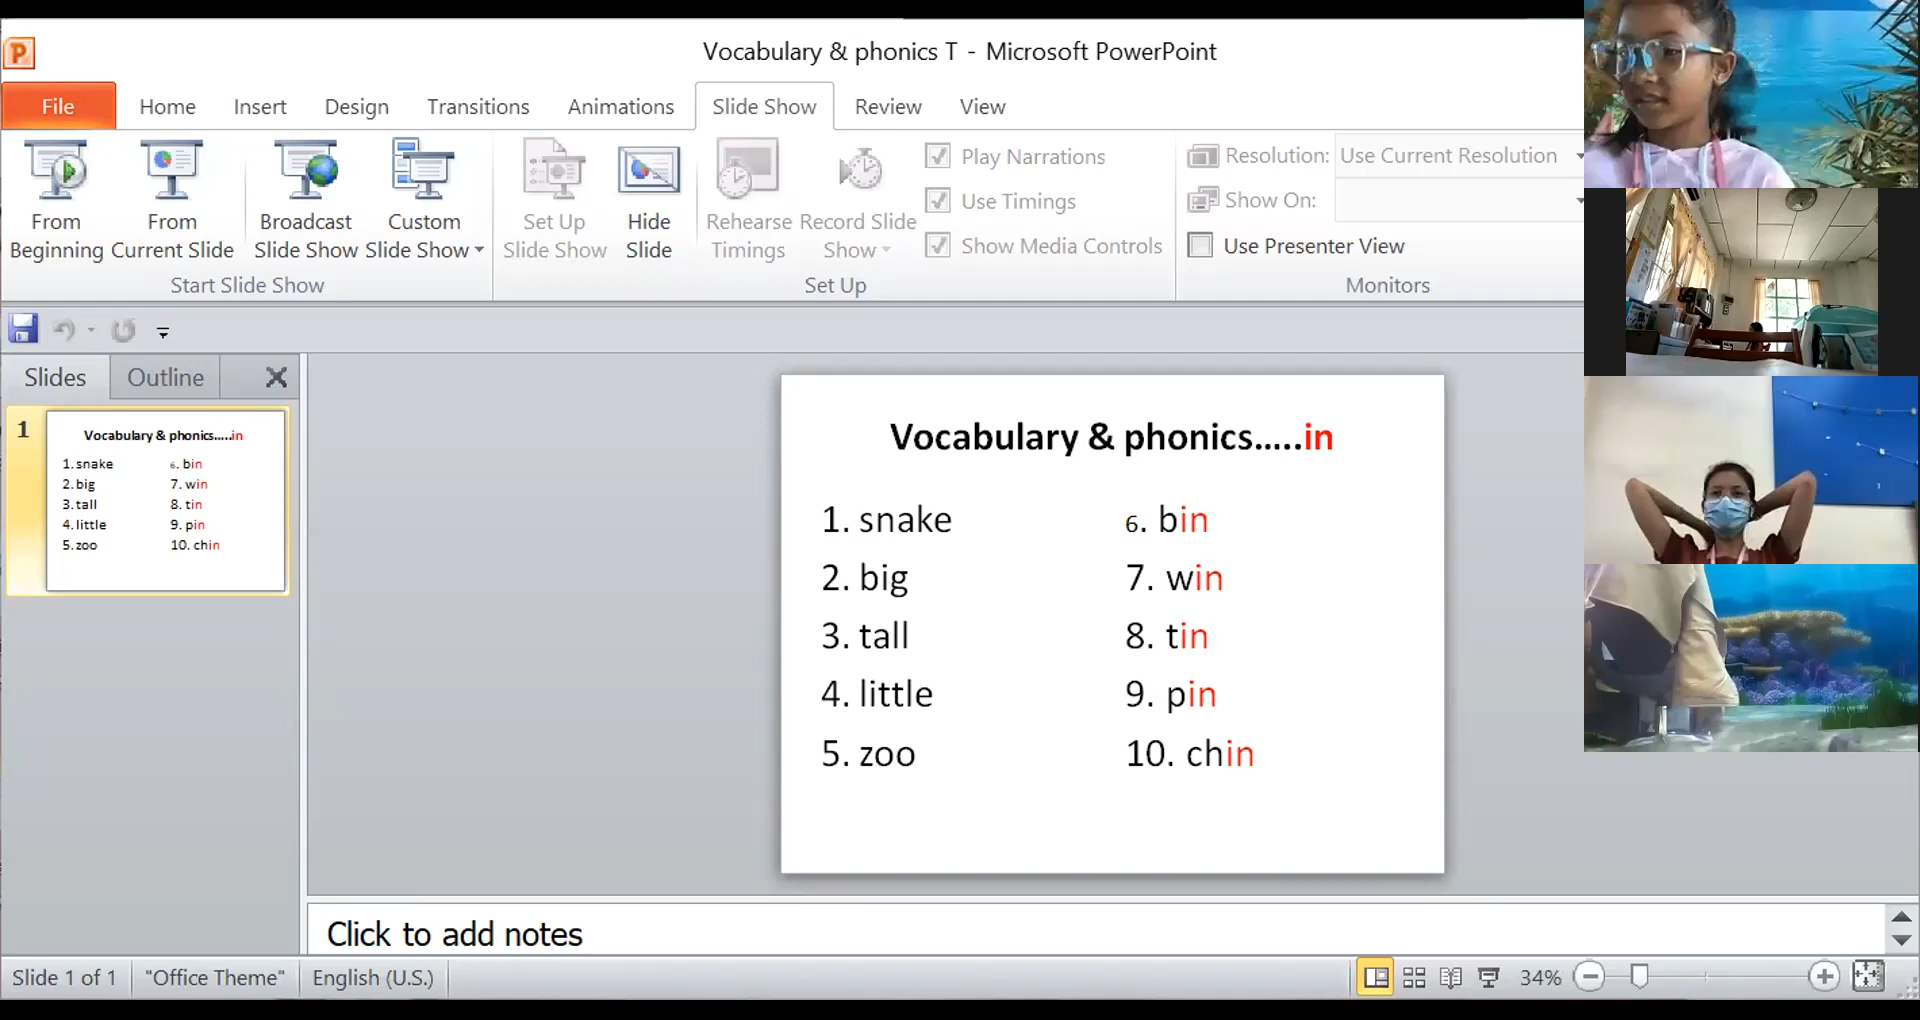 Vocabulary & phonics T - Microsoft PowerPoint
File Home Insert Design Transitions Animations Slide Show Review View
From Beginning
From Current Slide
Broadcast Slide Show
Custom Slide Show
Start Slide Show
Set Up Slide Show
Hide Slide
Rehearse Timings
Record Slide Show
Play Narrations
Use Timings
Show Media Controls
Set Up
Resolution: Use Current Resolution
Show On:
Use Presenter View
Monitors
Slides Outline
1
Vocabulary & phonics.....in
1. snake 6. bin
2. big 7. win
3. tall 8. tin
4. little 9. pin
5. zoo 10. chin
Vocabulary & phonics.....in
1. snake 6. bin
2. big 7. win
3. tall 8. tin
4. little 9. pin
5. zoo 10. chin
Click to add notes
Slide 1 of 1 "Office Theme" English (U.S.) 34%